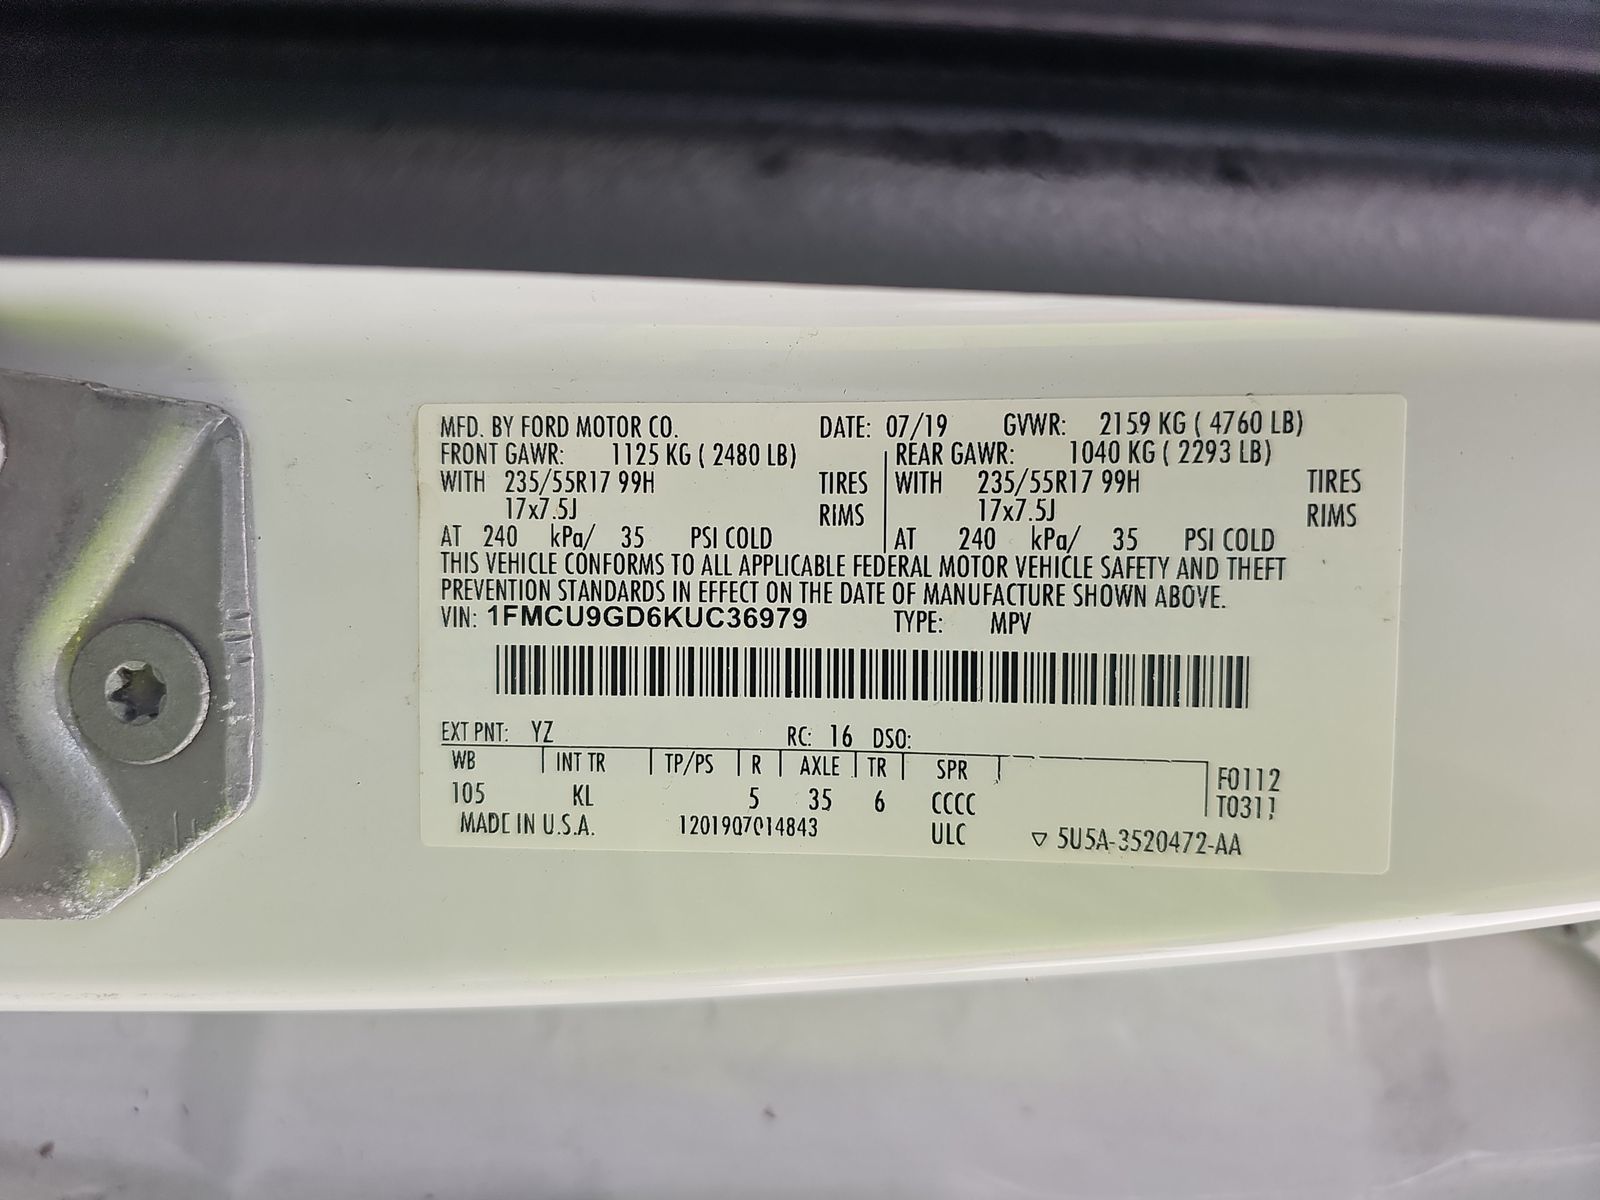 MFD. BY FORD MOTOR CO. DATE: 07/19 GVWR: 2159 KG ( 4760 LB)
FRONT GAWR: 1125 KG ( 2480 LB) REAR GAWR: 1040 KG ( 2293 LB)
WITH 235/55R17 99H TIRES WITH 235/55R17 99H TIRES
17x7.5J RIMS 17x7.5J RIMS
AT 240 kPa/ 35 PSI COLD AT 240 kPa/ 35 PSI COLD
THIS VEHICLE CONFORMS TO ALL APPLICABLE FEDERAL MOTOR VEHICLE SAFETY AND THEFT
PREVENTION STANDARDS IN EFFECT ON THE DATE OF MANUFACTURE SHOWN ABOVE.
VIN: 1FMCU9GD6KUC36979 TYPE: MPV
EXT PNT: YZ RC: 16 DSO:
WB INT TR TP/PS R AXLE TR SPR F0112
105 KL 5 35 6 CCCC T0311
MADE IN U.S.A. 1201907014843 ULC ▽ 5U5A-3520472-AA